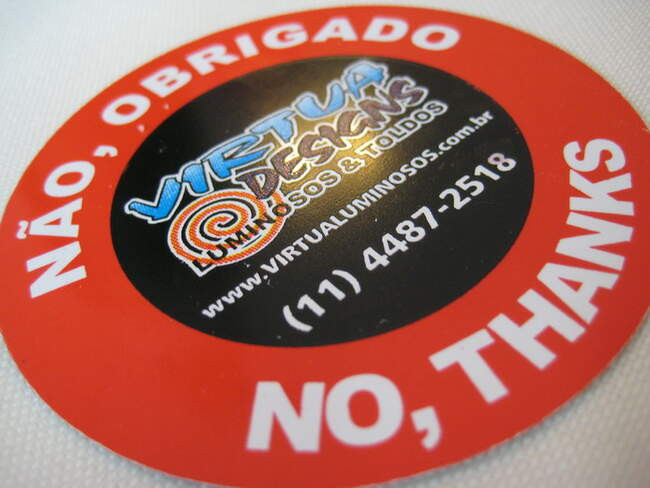 NÃO, OBRIGADO
VIRTUA
DESIGNS
LUMINOSOS & TOLDOS
www.VIRTUALUMINOSOS.com.br
(11) 4487-2518
NO, THANKS